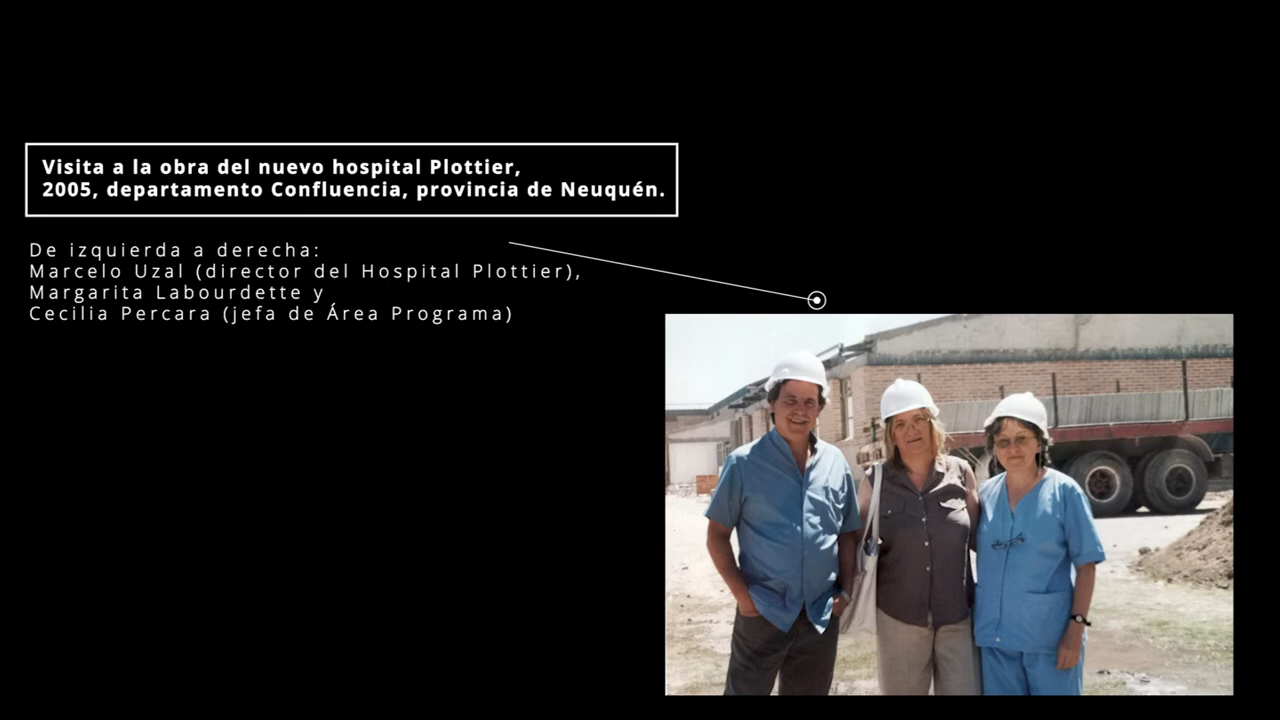 Visita a la obra del nuevo hospital Plottier,
2005, departamento Confluencia, provincia de Neuquén.
De izquierda a derecha:
Marcelo Uzal (director del Hospital Plottier),
Margarita Labourdette y
Cecilia Percara (jefa de Área Programa)